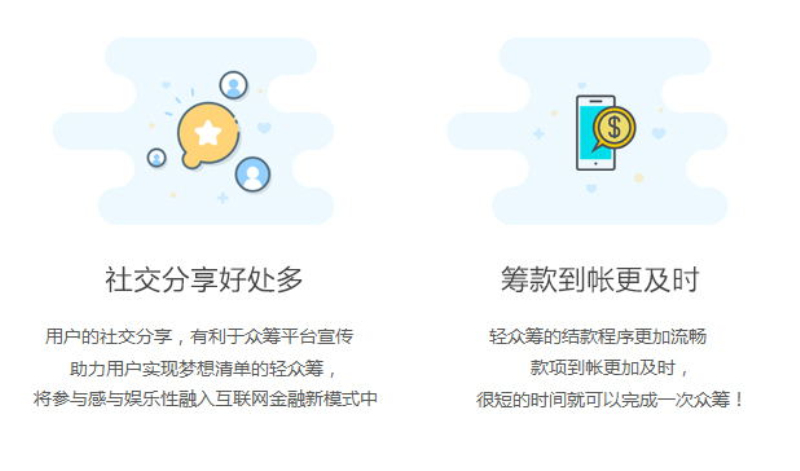 社交分享好处多
用户的社交分享，有利于众筹平台宣传
助力用户实现梦想清单的轻众筹，
将参与感与娱乐性融入互联网金融新模式中
$
筹款到帐更及时
轻众筹的结款程序更加流畅
款项到帐更加及时，
很短的时间就可以完成一次众筹！